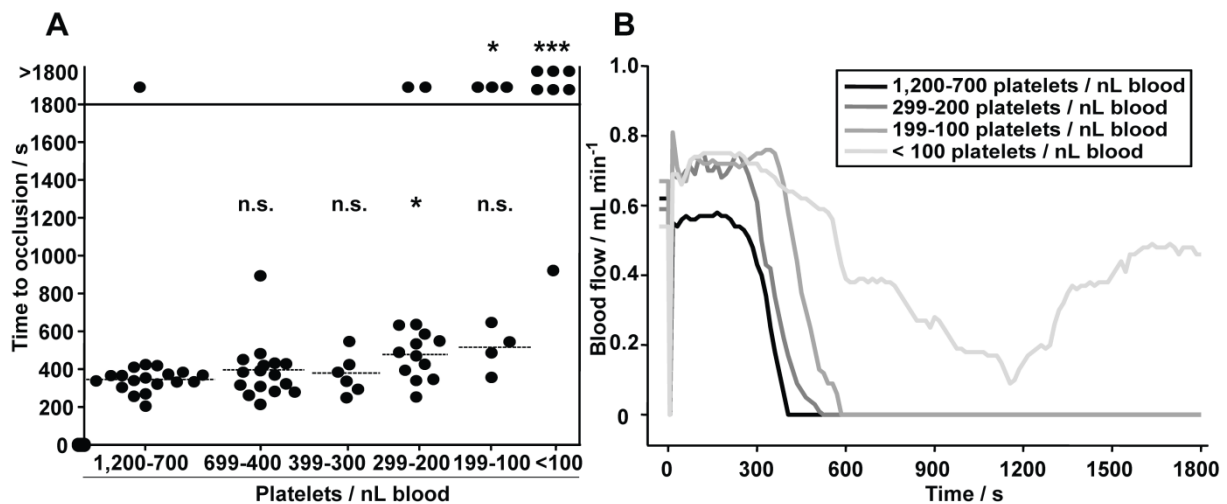 A
B
* ***
>1800
1800
1600
1400
1200
1000
800
600
400
200
0
Time to occlusion / s
n.s. n.s. * n.s.
1,200-700 699-400 399-300 299-200 199-100 <100
Platelets / nL blood
1.0
0.8
0.6
0.4
0.2
0
Blood flow / mL min-1
1,200-700 platelets / nL blood
299-200 platelets / nL blood
199-100 platelets / nL blood
< 100 platelets / nL blood
0 300 600 900 1200 1500 1800
Time / s